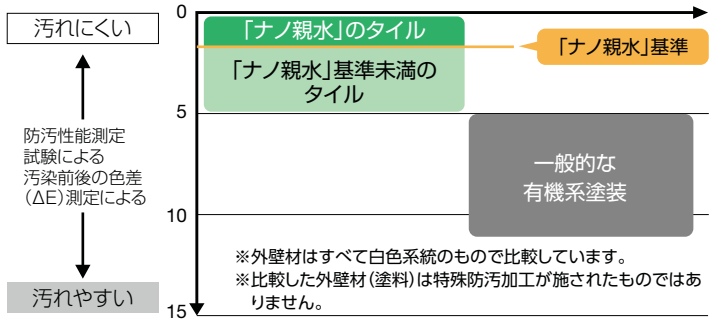 汚れにくい
防汚性能測定
試験による
汚染前後の色差
(ΔE)測定による
汚れやすい
0
5
10
15
「ナノ親水」のタイル
「ナノ親水」基準
「ナノ親水」基準未満の
タイル
一般的な
有機系塗装
※外壁材はすべて白色系統のもので比較しています。
※比較した外壁材(塗料)は特殊防汚加工が施されたものではあ
りません。